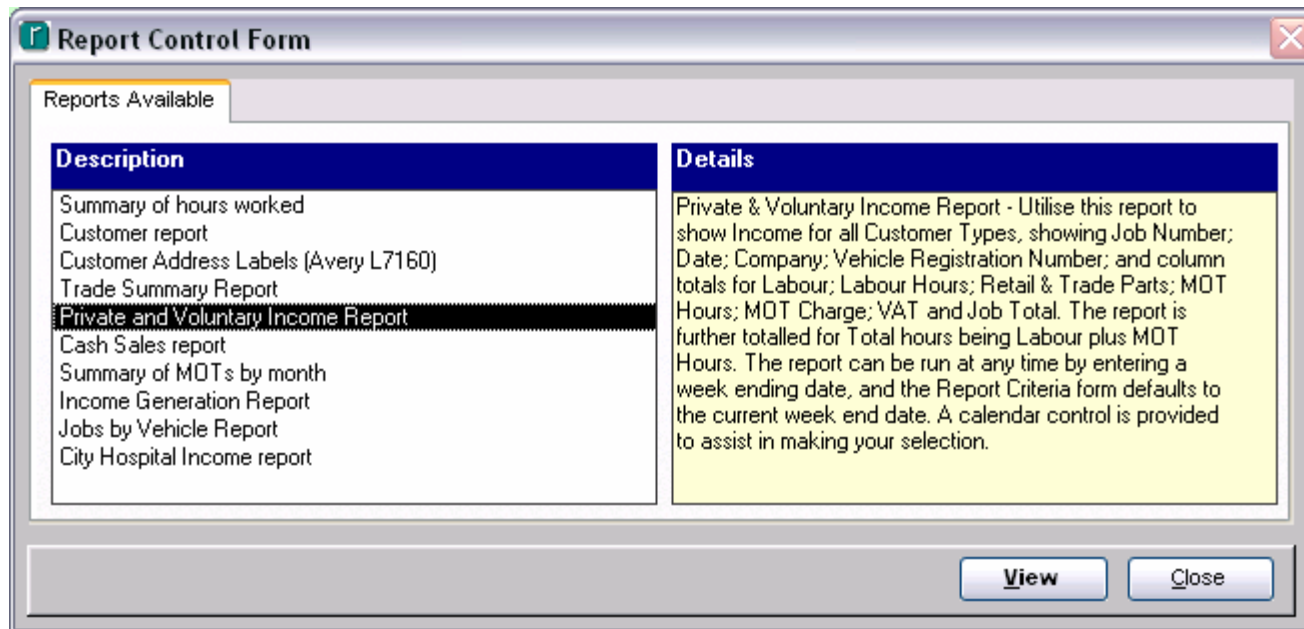 Report Control Form
Reports Available
Description
Summary of hours worked
Customer report
Customer Address Labels (Avery L7160)
Trade Summary Report
Private and Voluntary Income Report
Cash Sales report
Summary of MOTs by month
Income Generation Report
Jobs by Vehicle Report
City Hospital Income report
Details
Private & Voluntary Income Report - Utilise this report to
show Income for all Customer Types, showing Job Number;
Date; Company; Vehicle Registration Number; and column
totals for Labour; Labour Hours; Retail & Trade Parts; MOT
Hours; MOT Charge; VAT and Job Total. The report is
further totalled for Total hours being Labour plus MOT
Hours. The report can be run at any time by entering a
week ending date, and the Report Criteria form defaults to
the current week end date. A calendar control is provided
to assist in making your selection.
View
Close